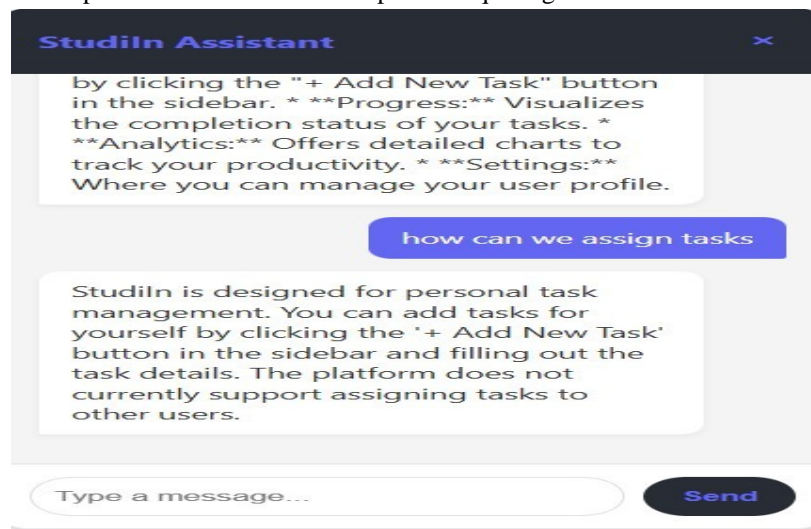 StudiIn Assistant ×
by clicking the "+ Add New Task" button
in the sidebar. * **Progress:** Visualizes
the completion status of your tasks. *
**Analytics:** Offers detailed charts to
track your productivity. * **Settings:**
Where you can manage your user profile.
how can we assign tasks
StudiIn is designed for personal task
management. You can add tasks for
yourself by clicking the '+ Add New Task'
button in the sidebar and filling out the
task details. The platform does not
currently support assigning tasks to
other users.
Type a message...
Send